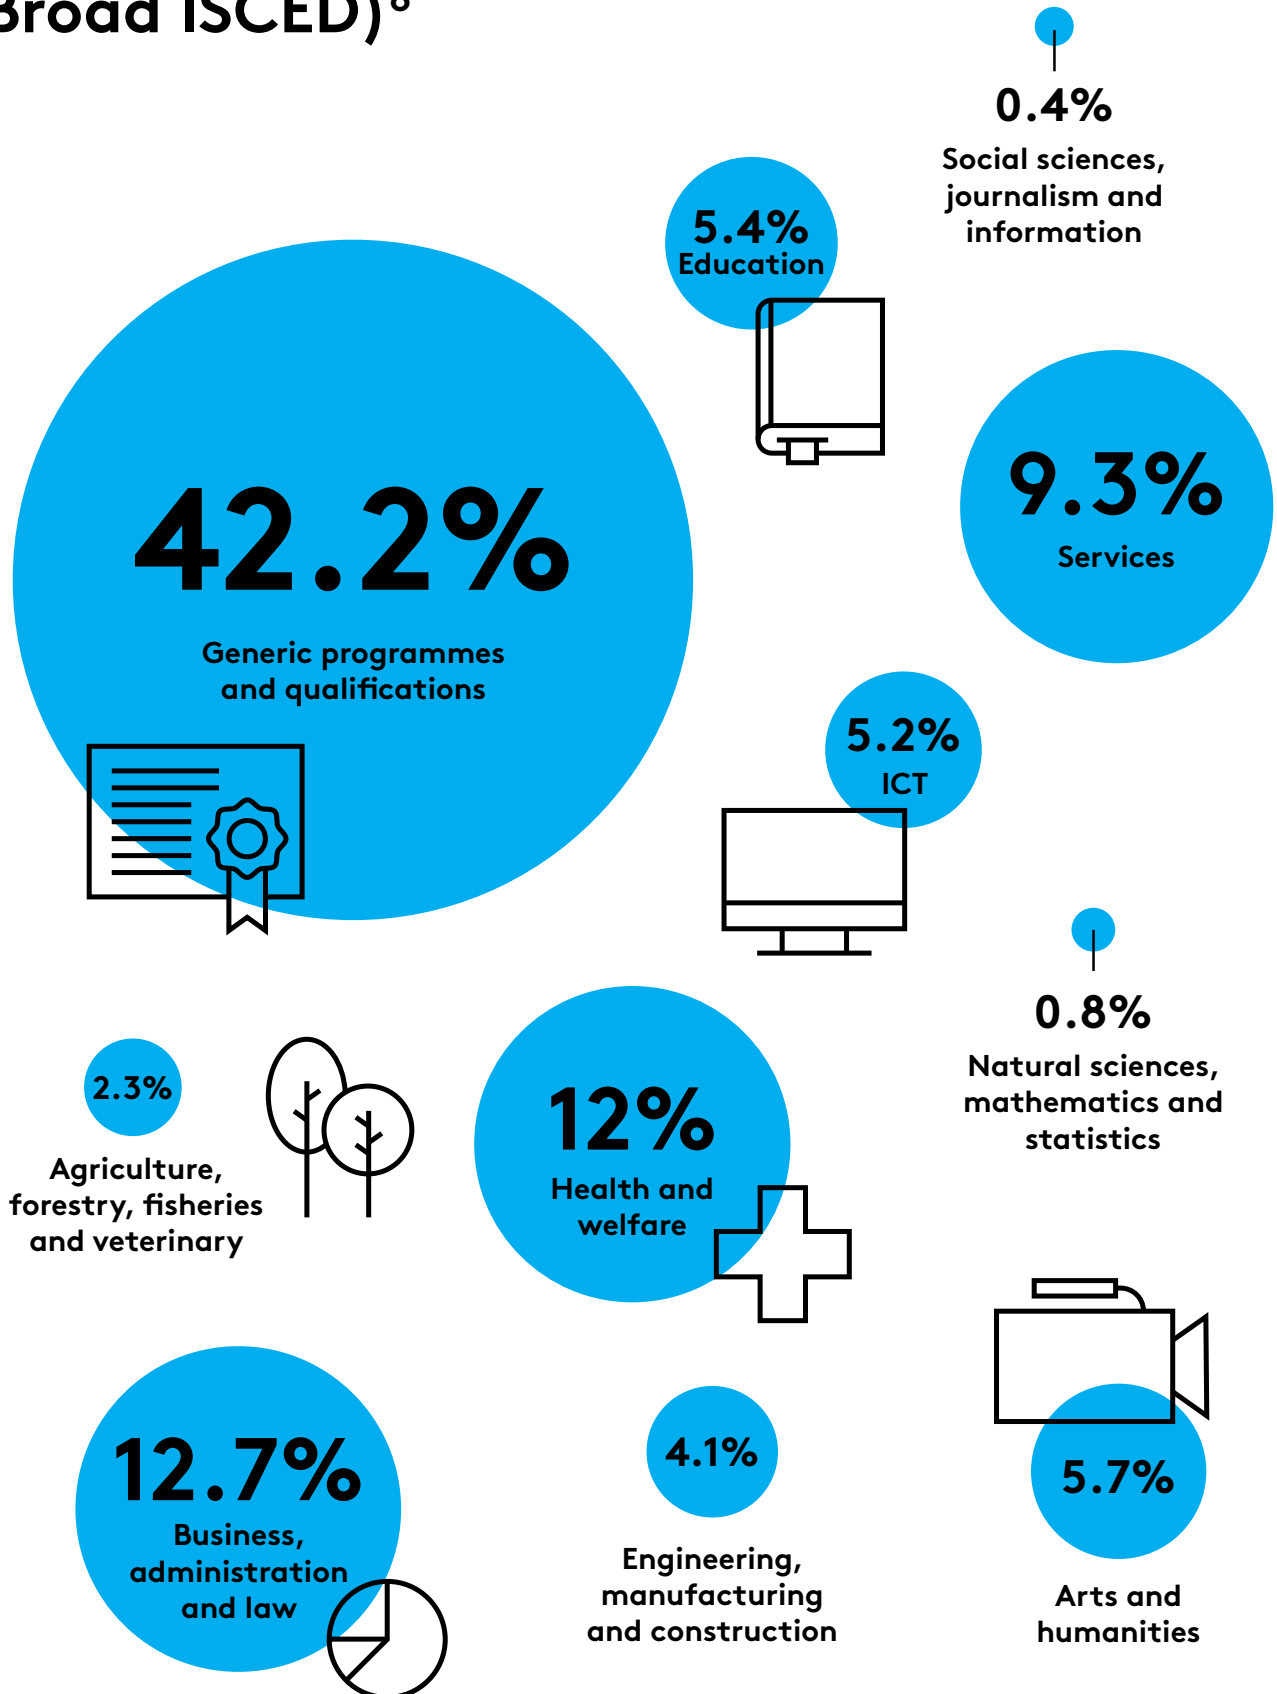 Broad ISCED)⁸
0.4%
Social sciences,
journalism and
information
5.4%
Education
42.2%
Generic programmes
and qualifications
9.3%
Services
5.2%
ICT
0.8%
Natural sciences,
mathematics and
statistics
2.3%
Agriculture,
forestry, fisheries
and veterinary
12%
Health and
welfare
12.7%
Business,
administration
and law
4.1%
Engineering,
manufacturing
and construction
5.7%
Arts and
humanities